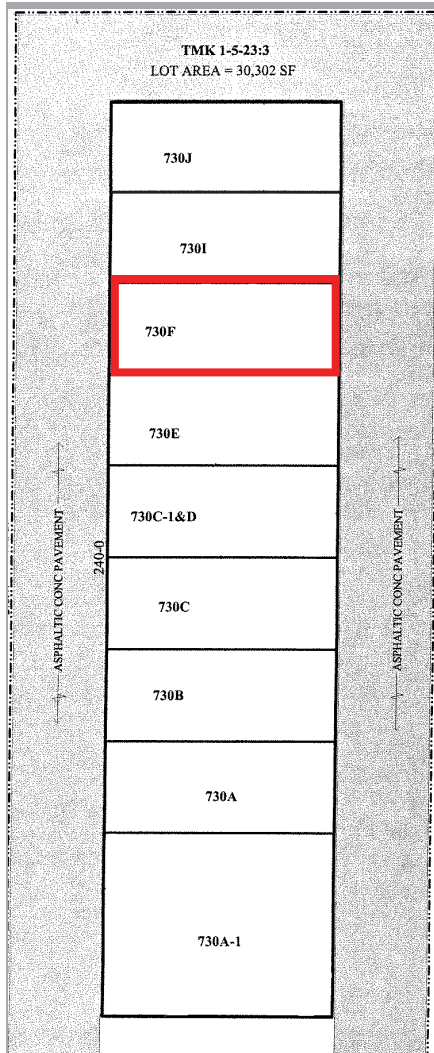 TMK 1-5-23:3
LOT AREA = 30,302 SF
730J
730I
730F
730E
730C-1&D
240-0
ASPHALTIC CONC PAVEMENT
ASPHALTIC CONC PAVEMENT
730C
730B
730A
730A-1